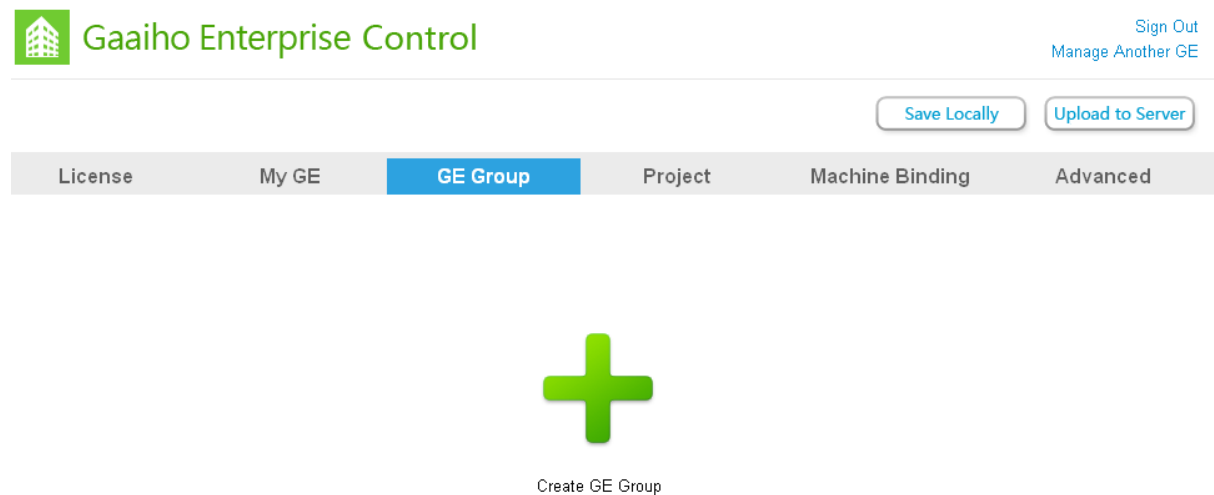 Gaaiho Enterprise Control
Sign Out
Manage Another GE
Save Locally
Upload to Server
License My GE GE Group Project Machine Binding Advanced
Create GE Group